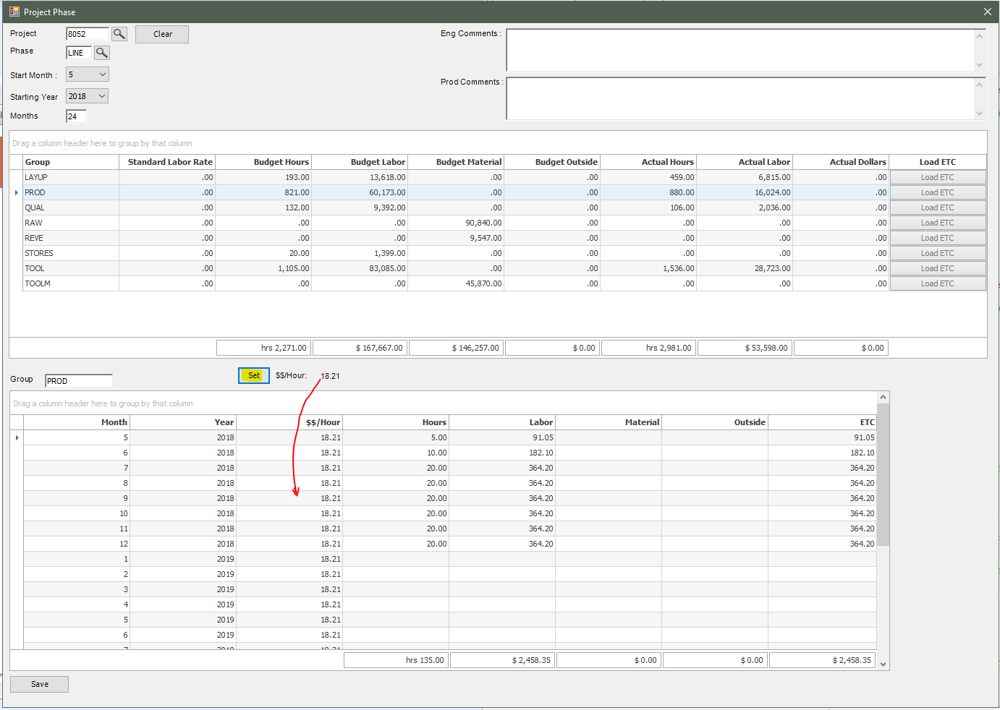 Project Phase
Project 8052 Clear
Phase LINE
Start Month : 5
Starting Year 2018
Months 24
Eng Comments :
Prod Comments :
Drag a column header here to group by that column
Group Standard Labor Rate Budget Hours Budget Labor Budget Material Budget Outside Actual Hours Actual Labor Actual Dollars Load ETC
LAYUP .00 193.00 13,618.00 .00 .00 459.00 6,815.00 .00 Load ETC
PROD .00 821.00 60,173.00 .00 .00 880.00 16,024.00 .00 Load ETC
QUAL .00 132.00 9,392.00 .00 .00 106.00 2,036.00 .00 Load ETC
RAW .00 .00 .00 90,840.00 .00 .00 .00 .00 Load ETC
REVE .00 .00 .00 9,547.00 .00 .00 .00 .00 Load ETC
STORES .00 20.00 1,399.00 .00 .00 .00 .00 .00 Load ETC
TOOL .00 1,105.00 83,085.00 .00 .00 1,536.00 28,723.00 .00 Load ETC
TOOLM .00 .00 .00 45,870.00 .00 .00 .00 .00 Load ETC
hrs 2,271.00 $ 167,667.00 $ 146,257.00 $ 0.00 hrs 2,981.00 $ 53,598.00 $ 0.00
Group PROD Set $$/Hour: 18.21
Drag a column header here to group by that column
Month Year $$/Hour Hours Labor Material Outside ETC
5 2018 18.21 5.00 91.05 91.05
6 2018 18.21 10.00 182.10 182.10
7 2018 18.21 20.00 364.20 364.20
8 2018 18.21 20.00 364.20 364.20
9 2018 18.21 20.00 364.20 364.20
10 2018 18.21 20.00 364.20 364.20
11 2018 18.21 20.00 364.20 364.20
12 2018 18.21 20.00 364.20 364.20
1 2019 18.21
2 2019 18.21
3 2019 18.21
4 2019 18.21
5 2019 18.21
6 2019 18.21
7 2019 18.21
hrs 135.00 $ 2,458.35 $ 0.00 $ 0.00 $ 2,458.35
Save